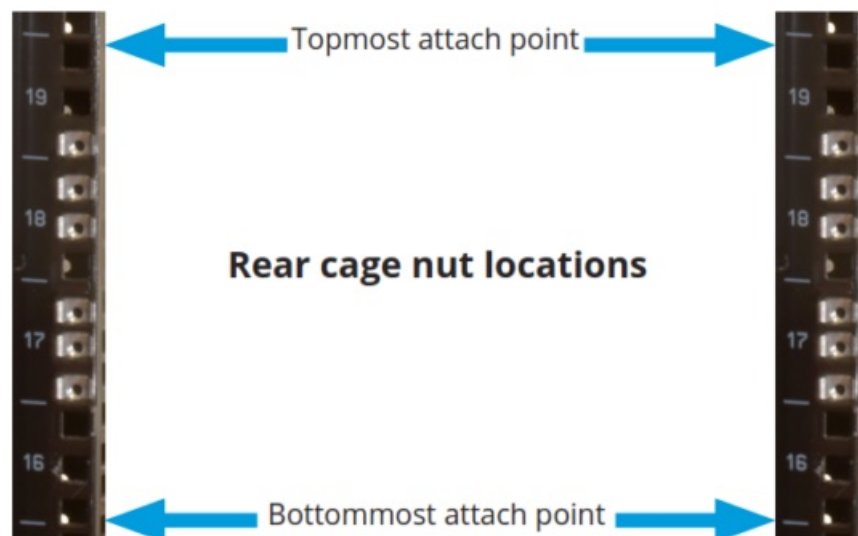 Topmost attach point
19 19
18 18
Rear cage nut locations
17 17
16 16
Bottommost attach point